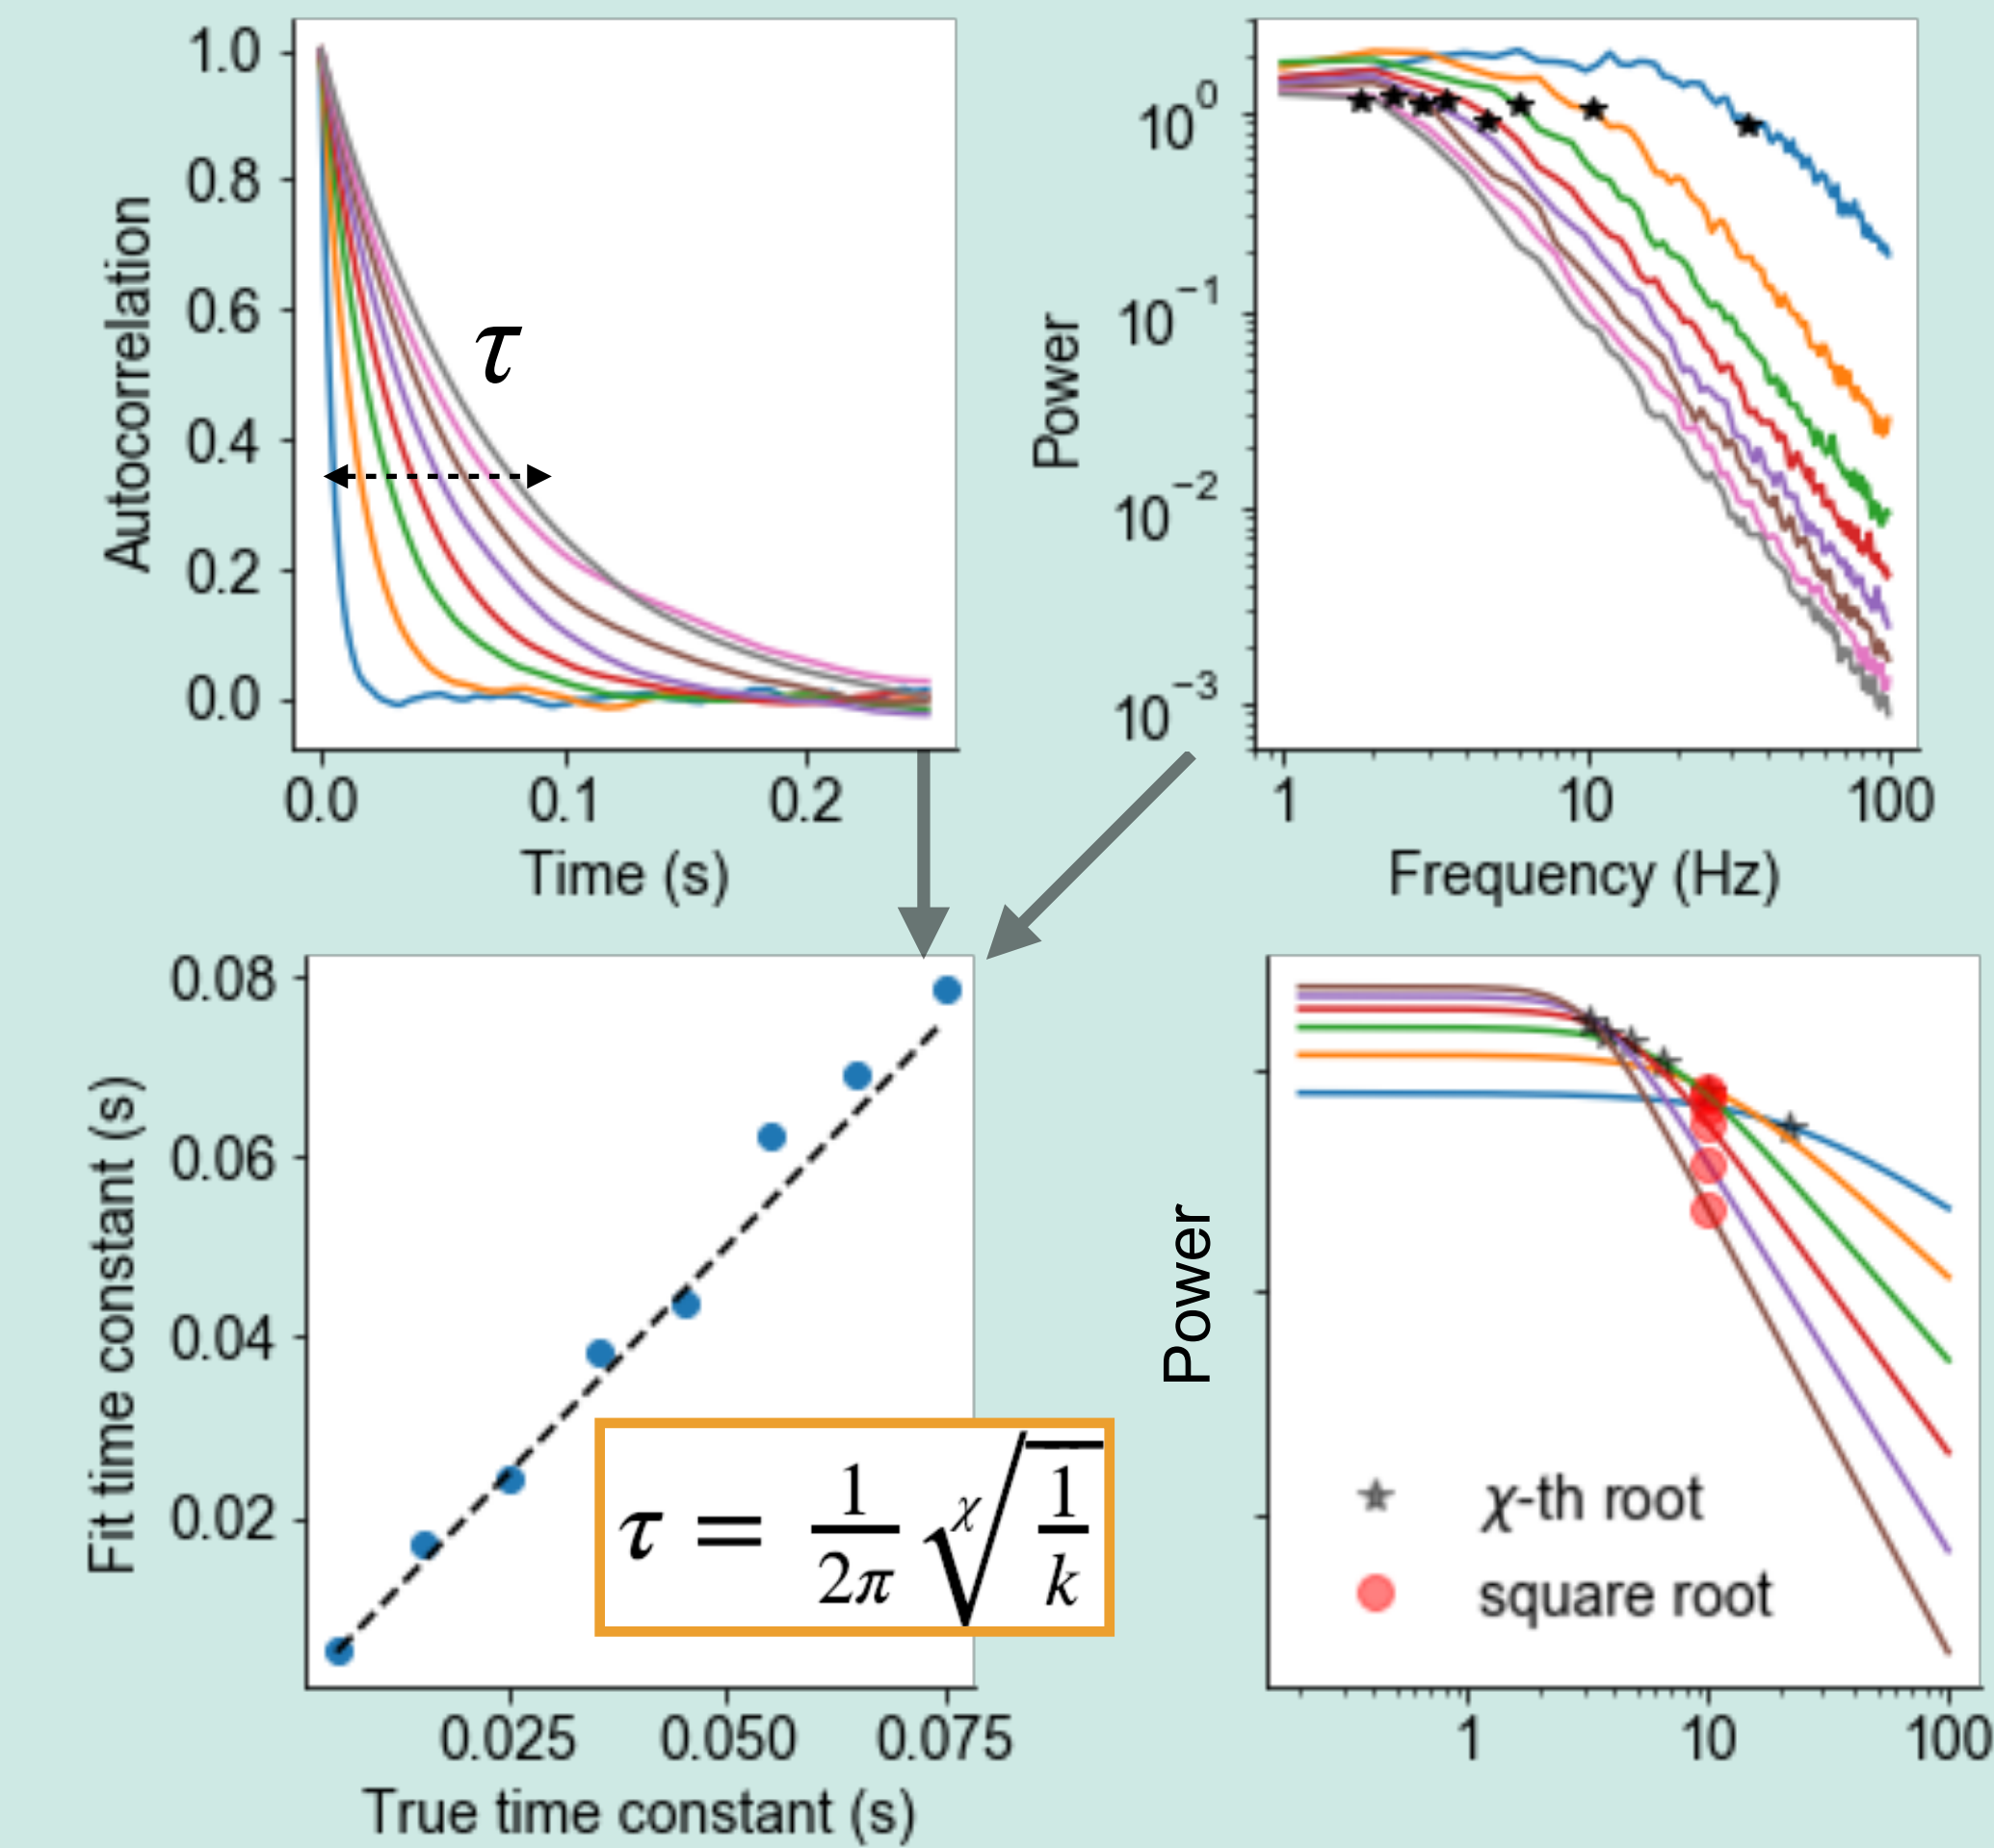 Autocorrelation
1.0
0.8
0.6
0.4
0.2
0.0
τ
0.0 0.1 0.2
Time (s)
Power
10^0
10^−1
10^−2
10^−3
1 10 100
Frequency (Hz)
Fit time constant (s)
0.08
0.06
0.04
0.02
τ = 1/2π χ√1/k
0.025 0.050 0.075
True time constant (s)
Power
χ-th root
square root
1 10 100